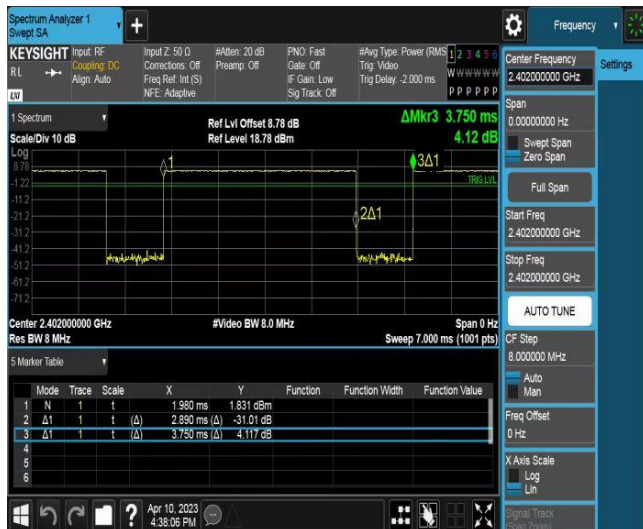 Spectrum Analyzer 1
Swept SA
Frequency
KEYSIGHT
RL
LXI
Input: RF
Coupling: DC
Align: Auto
Input Z: 50 Ω
Corrections: Off
Freq Ref: Int (S)
NFE: Adaptive
#Atten: 20 dB
Preamp: Off
PNO: Fast
Gate: Off
IF Gain: Low
Sig Track: Off
#Avg Type: Power (RMS
Trig: Video
Trig Delay: -2.000 ms
1 2 3 4 5 6
W W W W W W
P P P P P P
1 Spectrum
Scale/Div 10 dB
Ref Lvl Offset 8.78 dB
Ref Level 18.78 dBm
ΔMkr3 3.750 ms
4.12 dB
Log
8.78
-1.22
-11.2
-21.2
-31.2
-41.2
-51.2
-61.2
-71.2
1
3Δ1
TRIG LVL
2Δ1
Center 2.402000000 GHz
#Video BW 8.0 MHz
Span 0 Hz
Res BW 8 MHz
Sweep 7.000 ms (1001 pts)
5 Marker Table
Mode Trace Scale X Y Function Function Width Function Value
1 N 1 t 1.980 ms 1.831 dBm
2 Δ1 1 t (Δ) 2.890 ms (Δ) -31.01 dB
3 Δ1 1 t (Δ) 3.750 ms (Δ) 4.117 dB
4
5
6
Apr 10, 2023
4:38:06 PM
Settings
Center Frequency
2.402000000 GHz
Span
0.00000000 Hz
Swept Span
Zero Span
Full Span
Start Freq
2.402000000 GHz
Stop Freq
2.402000000 GHz
AUTO TUNE
CF Step
8.000000 MHz
Auto
Man
Freq Offset
0 Hz
X Axis Scale
Log
Lin
Signal Track
(Span Zoom)